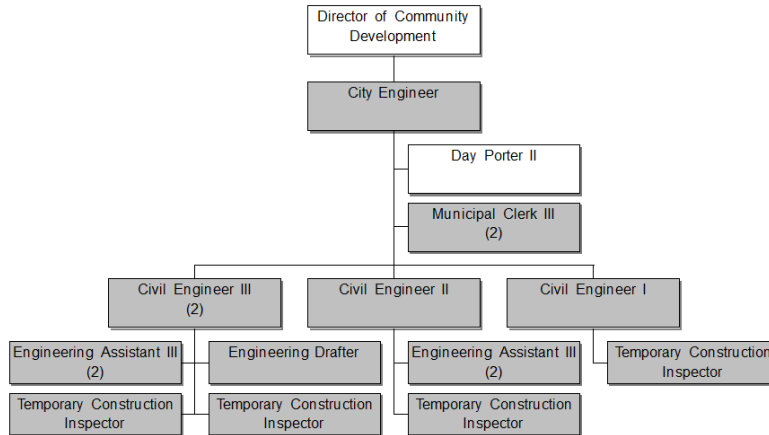 Director of Community
Development
City Engineer
Day Porter II
Municipal Clerk III
(2)
Civil Engineer III
(2)
Civil Engineer II
Civil Engineer I
Engineering Assistant III
(2)
Engineering Drafter
Engineering Assistant III
(2)
Temporary Construction
Inspector
Temporary Construction
Inspector
Temporary Construction
Inspector
Temporary Construction
Inspector